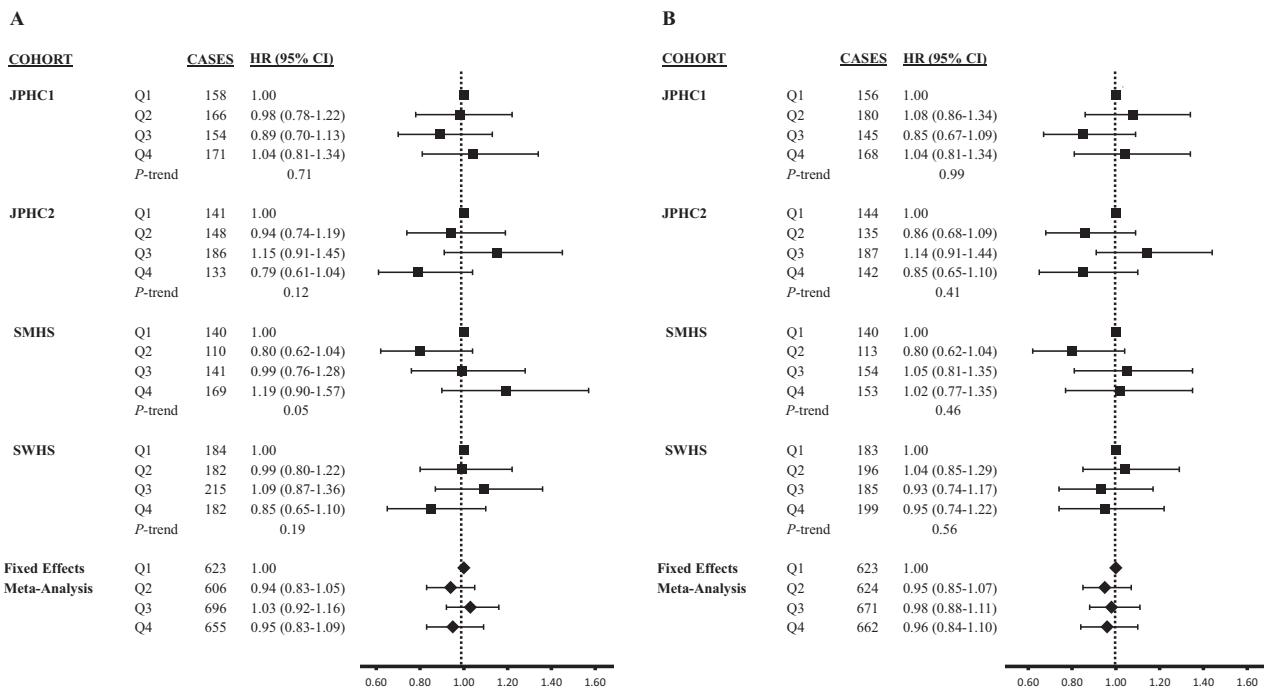 A
COHORT CASES HR (95% CI)
JPHC1 Q1 158 1.00
Q2 166 0.98 (0.78-1.22)
Q3 154 0.89 (0.70-1.13)
Q4 171 1.04 (0.81-1.34)
P-trend 0.71
JPHC2 Q1 141 1.00
Q2 148 0.94 (0.74-1.19)
Q3 186 1.15 (0.91-1.45)
Q4 133 0.79 (0.61-1.04)
P-trend 0.12
SMHS Q1 140 1.00
Q2 110 0.80 (0.62-1.04)
Q3 141 0.99 (0.76-1.28)
Q4 169 1.19 (0.90-1.57)
P-trend 0.05
SWHS Q1 184 1.00
Q2 182 0.99 (0.80-1.22)
Q3 215 1.09 (0.87-1.36)
Q4 182 0.85 (0.65-1.10)
P-trend 0.19
Fixed Effects Q1 623 1.00
Meta-Analysis Q2 606 0.94 (0.83-1.05)
Q3 696 1.03 (0.92-1.16)
Q4 655 0.95 (0.83-1.09)
0.60 0.80 1.00 1.20 1.40 1.60
B
COHORT CASES HR (95% CI)
JPHC1 Q1 156 1.00
Q2 180 1.08 (0.86-1.34)
Q3 145 0.85 (0.67-1.09)
Q4 168 1.04 (0.81-1.34)
P-trend 0.99
JPHC2 Q1 144 1.00
Q2 135 0.86 (0.68-1.09)
Q3 187 1.14 (0.91-1.44)
Q4 142 0.85 (0.65-1.10)
P-trend 0.41
SMHS Q1 140 1.00
Q2 113 0.80 (0.62-1.04)
Q3 154 1.05 (0.81-1.35)
Q4 153 1.02 (0.77-1.35)
P-trend 0.46
SWHS Q1 183 1.00
Q2 196 1.04 (0.85-1.29)
Q3 185 0.93 (0.74-1.17)
Q4 199 0.95 (0.74-1.22)
P-trend 0.56
Fixed Effects Q1 623 1.00
Meta-Analysis Q2 624 0.95 (0.85-1.07)
Q3 671 0.98 (0.88-1.11)
Q4 662 0.96 (0.84-1.10)
0.60 0.80 1.00 1.20 1.40 1.60